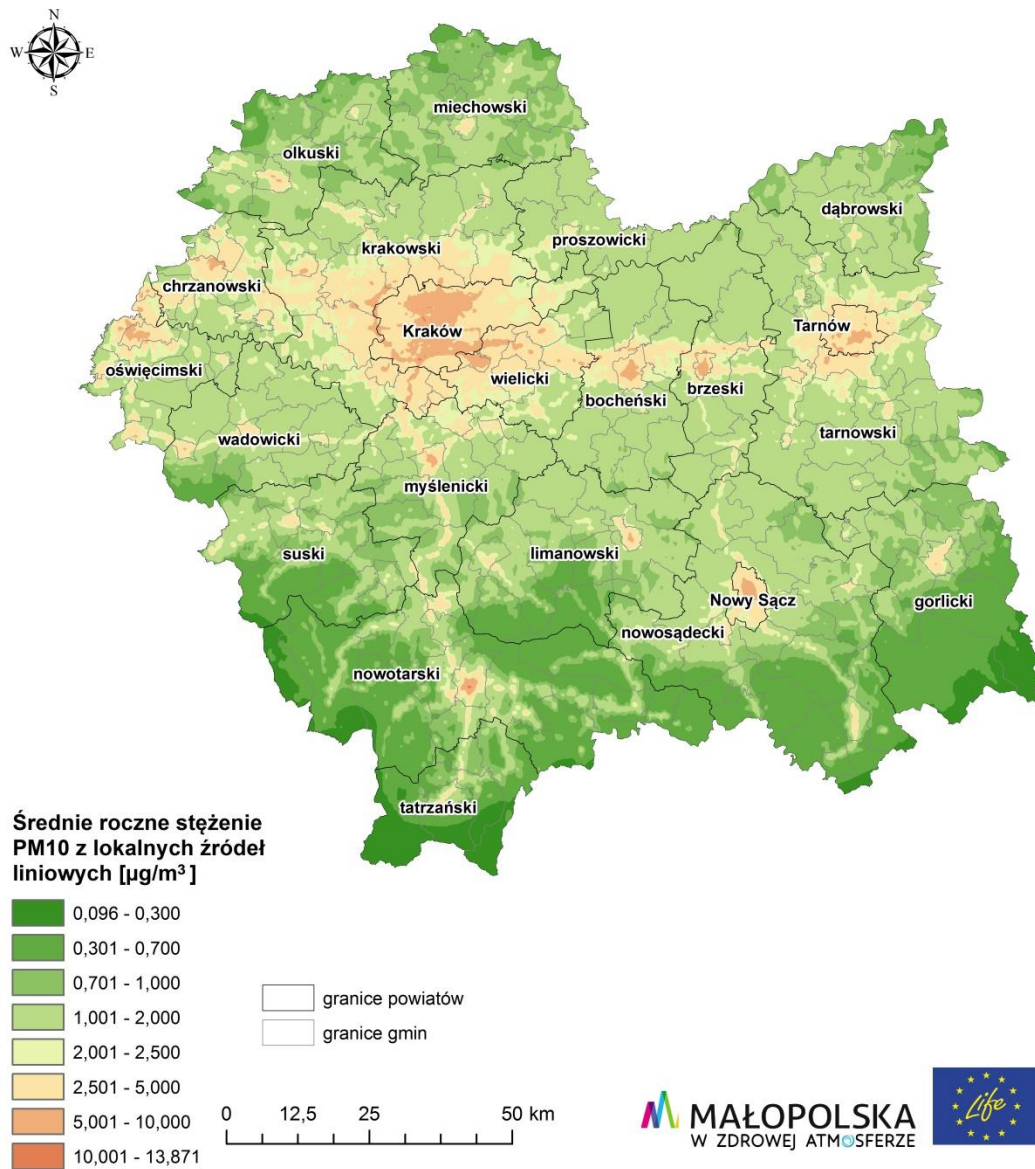 N
W E
S
miechowski
olkuski
dąbrowski
krakowski
proszowicki
chrzanowski
Kraków
Tarnów
oświęcimski
wielicki
brzeski
bocheński
wadowicki
tarnowski
myślenicki
suski
limanowski
Nowy Sącz
gorlicki
nowosądecki
nowotarski
tatrzański
Średnie roczne stężenie
PM10 z lokalnych źródeł
liniowych [µg/m³]
0,096 - 0,300
0,301 - 0,700
0,701 - 1,000
1,001 - 2,000
2,001 - 2,500
2,501 - 5,000
5,001 - 10,000
10,001 - 13,871
granice powiatów
granice gmin
0 12,5 25 50 km
MAŁOPOLSKA
W ZDROWEJ ATMOSFERZE
Life